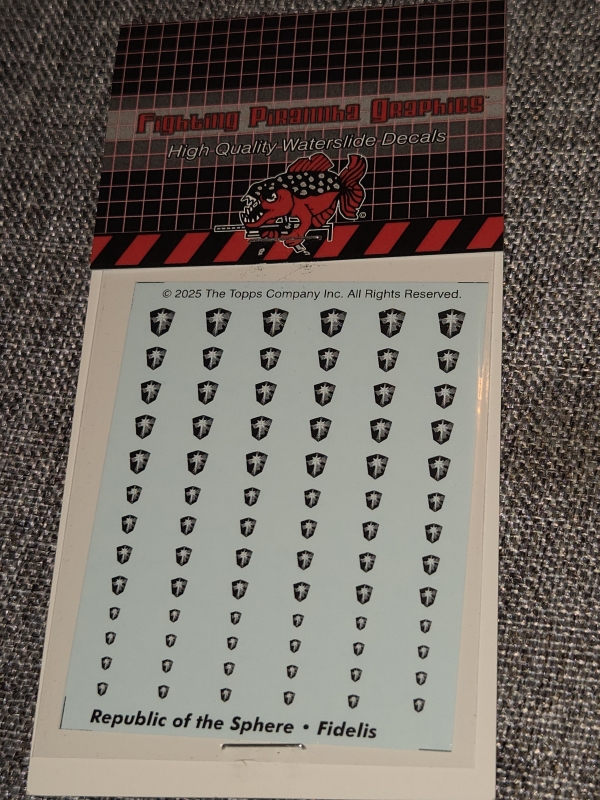 Fighting Piranha Graphics™
High Quality Waterslide Decals
©
© 2025 The Topps Company Inc. All Rights Reserved.
Republic of the Sphere • Fidelis